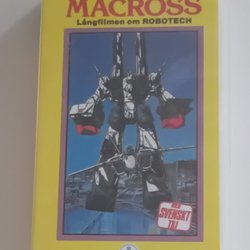 MACROSS
Långfilmen om ROBOTECH
MED
SVENSKT
TAL